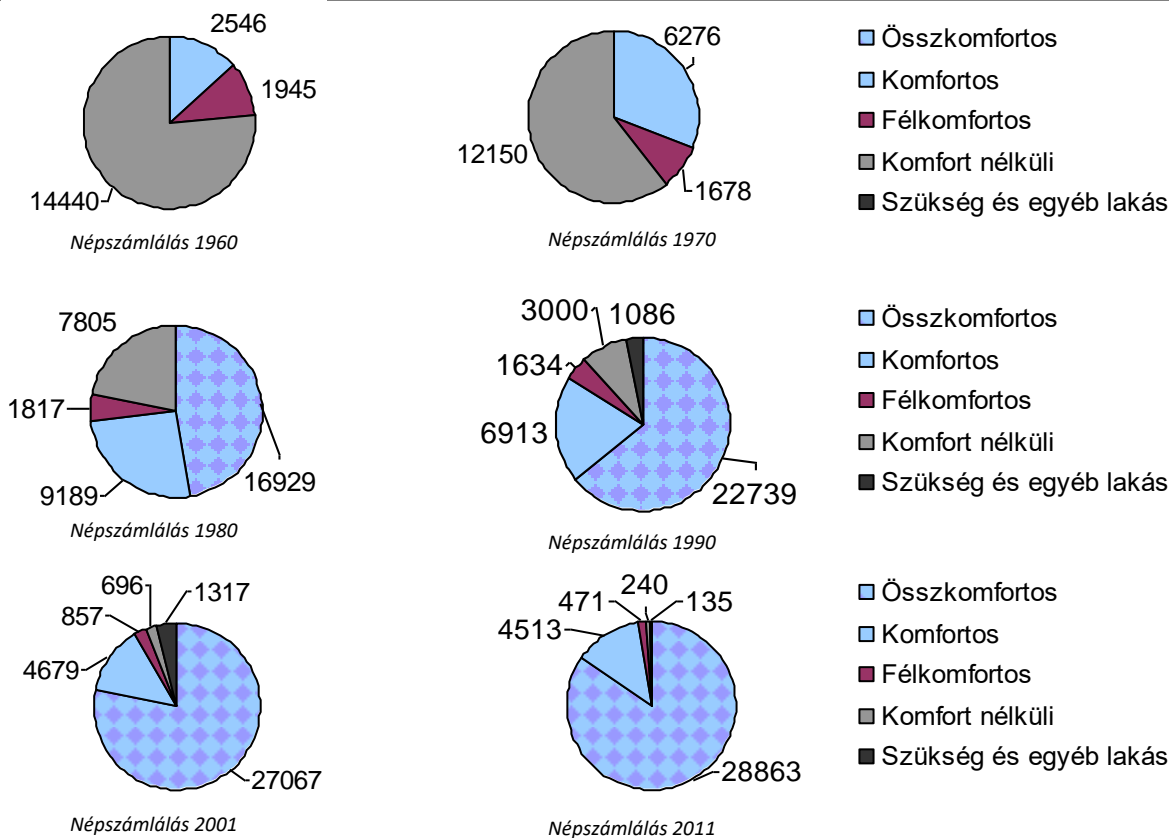 2546
1945
14440
Népszámlálás 1960
6276
12150
1678
Népszámlálás 1970
Összkomfortos
Komfortos
Félkomfortos
Komfort nélküli
Szükség és egyéb lakás
7805
1817
9189
16929
Népszámlálás 1980
3000
1086
1634
6913
22739
Népszámlálás 1990
Összkomfortos
Komfortos
Félkomfortos
Komfort nélküli
Szükség és egyéb lakás
696
1317
857
4679
27067
Népszámlálás 2001
240
471
135
4513
28863
Népszámlálás 2011
Összkomfortos
Komfortos
Félkomfortos
Komfort nélküli
Szükség és egyéb lakás